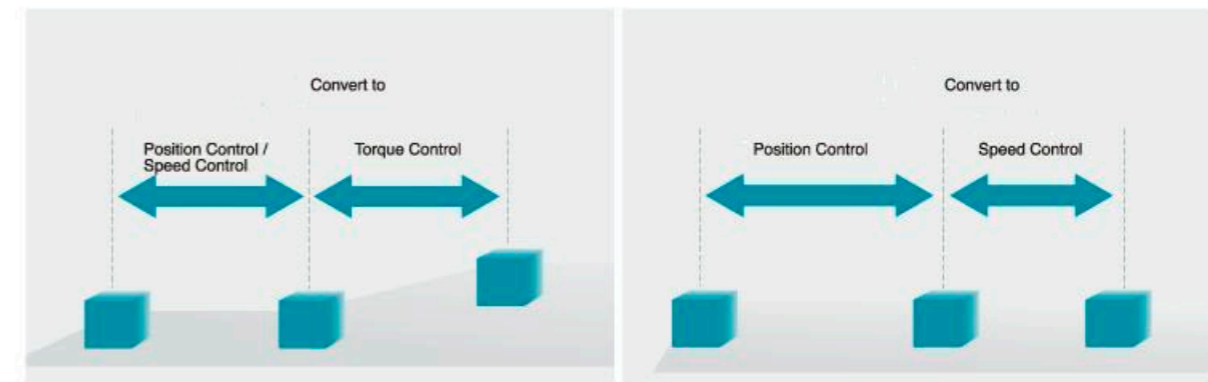 Convert to
Position Control /
Speed Control
Torque Control
Convert to
Position Control
Speed Control